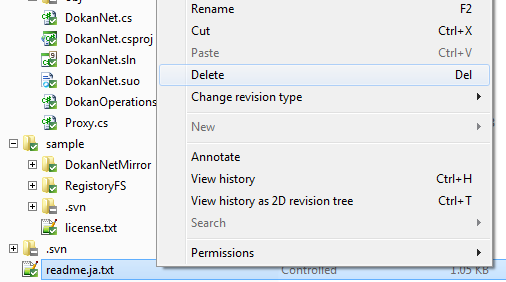 obj
Rename F2
DokanNet.cs
Cut Ctrl+X
DokanNet.csproj
Paste Ctrl+V
DokanNet.sln
Delete Del
DokanNet.suo
Change revision type
DokanOperations
Proxy.cs
New
sample
Annotate
DokanNetMirror
View history Ctrl+H
RegistoryFS
View history as 2D revision tree Ctrl+T
.svn
Search
license.txt
.svn
Permissions
readme.ja.txt Controlled 1.05 KB